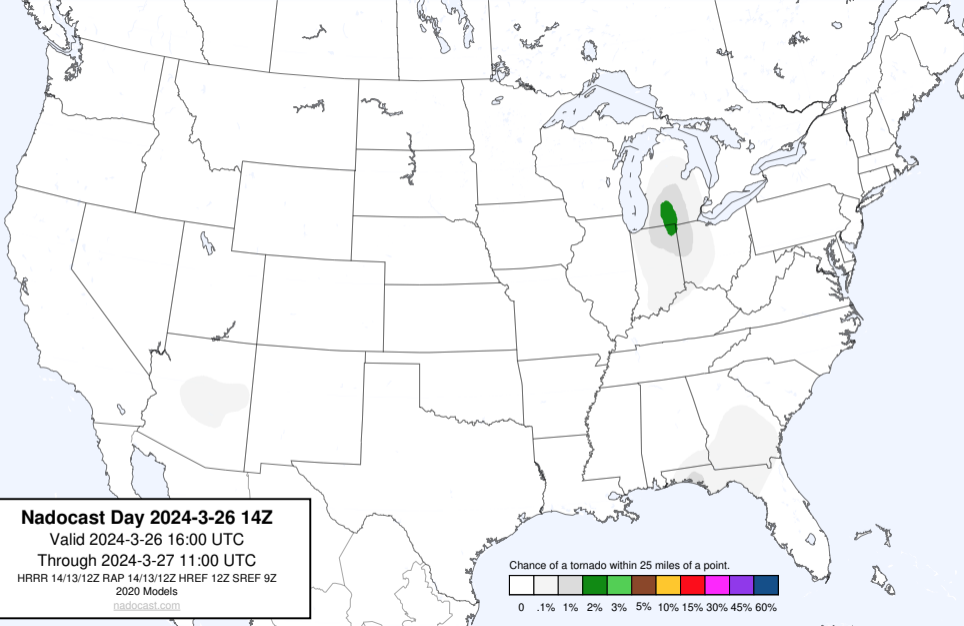 Nadocast Day 2024-3-26 14Z
Valid 2024-3-26 16:00 UTC
Through 2024-3-27 11:00 UTC
HRRR 14/13/12Z RAP 14/13/12Z HREF 12Z SREF 9Z
2020 Models
nadocast.com
Chance of a tornado within 25 miles of a point.
0 .1% 1% 2% 3% 5% 10% 15% 30% 45% 60%